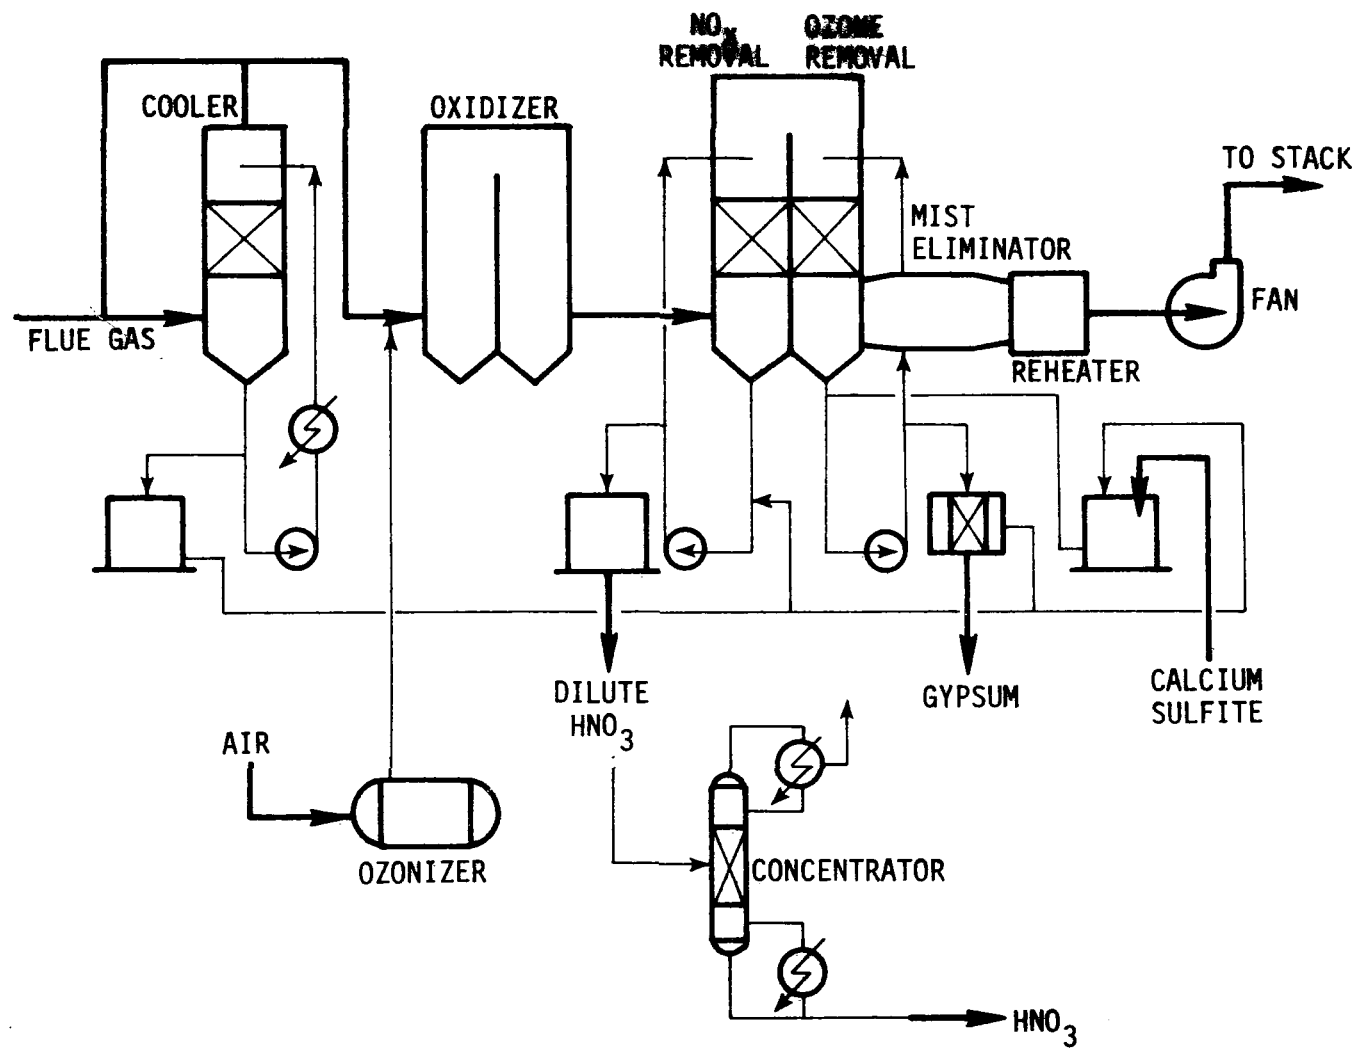 NOx
REMOVAL
OZONE
REMOVAL
COOLER
OXIDIZER
TO STACK
MIST
ELIMINATOR
FLUE GAS
FAN
REHEATER
DILUTE
HNO3
GYPSUM
CALCIUM
SULFITE
AIR
OZONIZER
CONCENTRATOR
HNO3